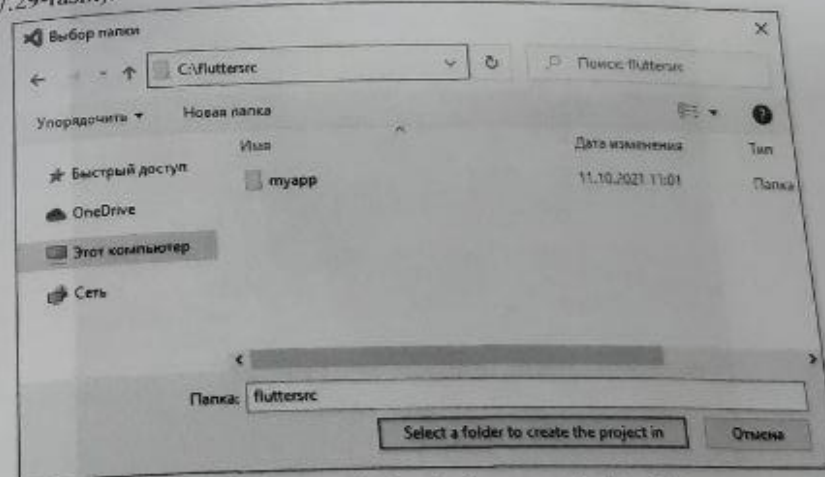 Выбор папки
C:\fluttersrc
Поиск: fluttersrc
Упорядочить Новая папка
Имя Дата изменения Тип
Быстрый доступ
myapp 11.10.2021 11:01 Папка
OneDrive
Этот компьютер
Сеть
Папка: fluttersrc
Select a folder to create the project in Отмена